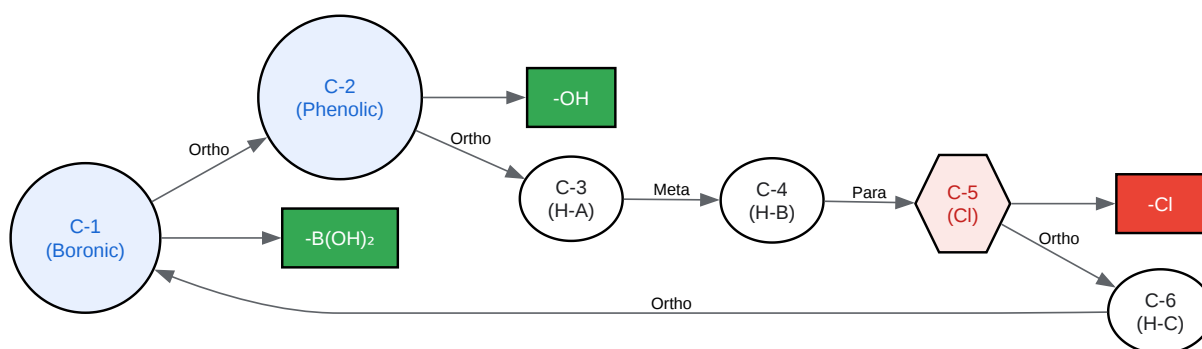 C-2
(Phenolic)
-OH
Ortho
Ortho
C-3
(H-A)
Meta
C-4
(H-B)
Para
C-5
(Cl)
-Cl
C-1
(Boronic)
-B(OH)₂
Ortho
C-6
(H-C)
Ortho